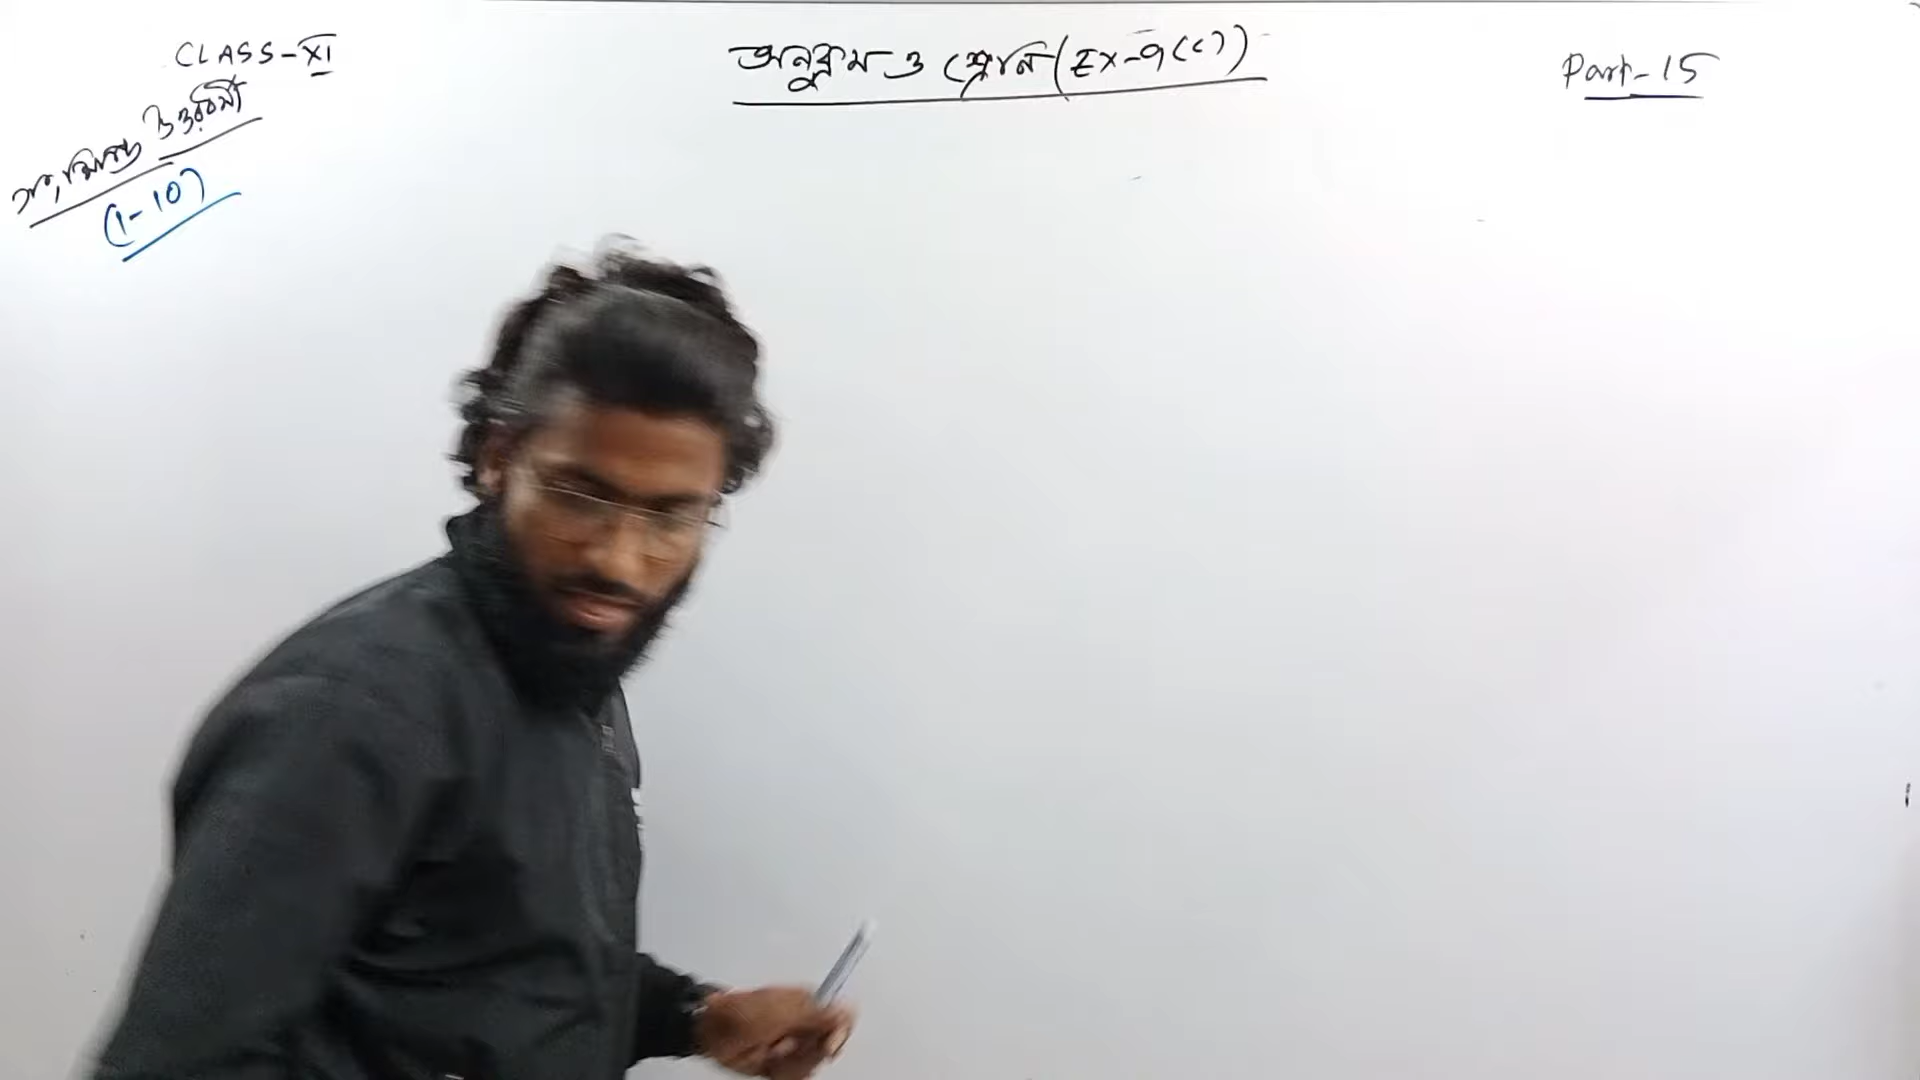 CLASS-XI
অনুক্রম ও শ্রেণি (Ex-9(C))
Part-15
সংক্ষিপ্ত উত্তরধর্মী
(1-10)